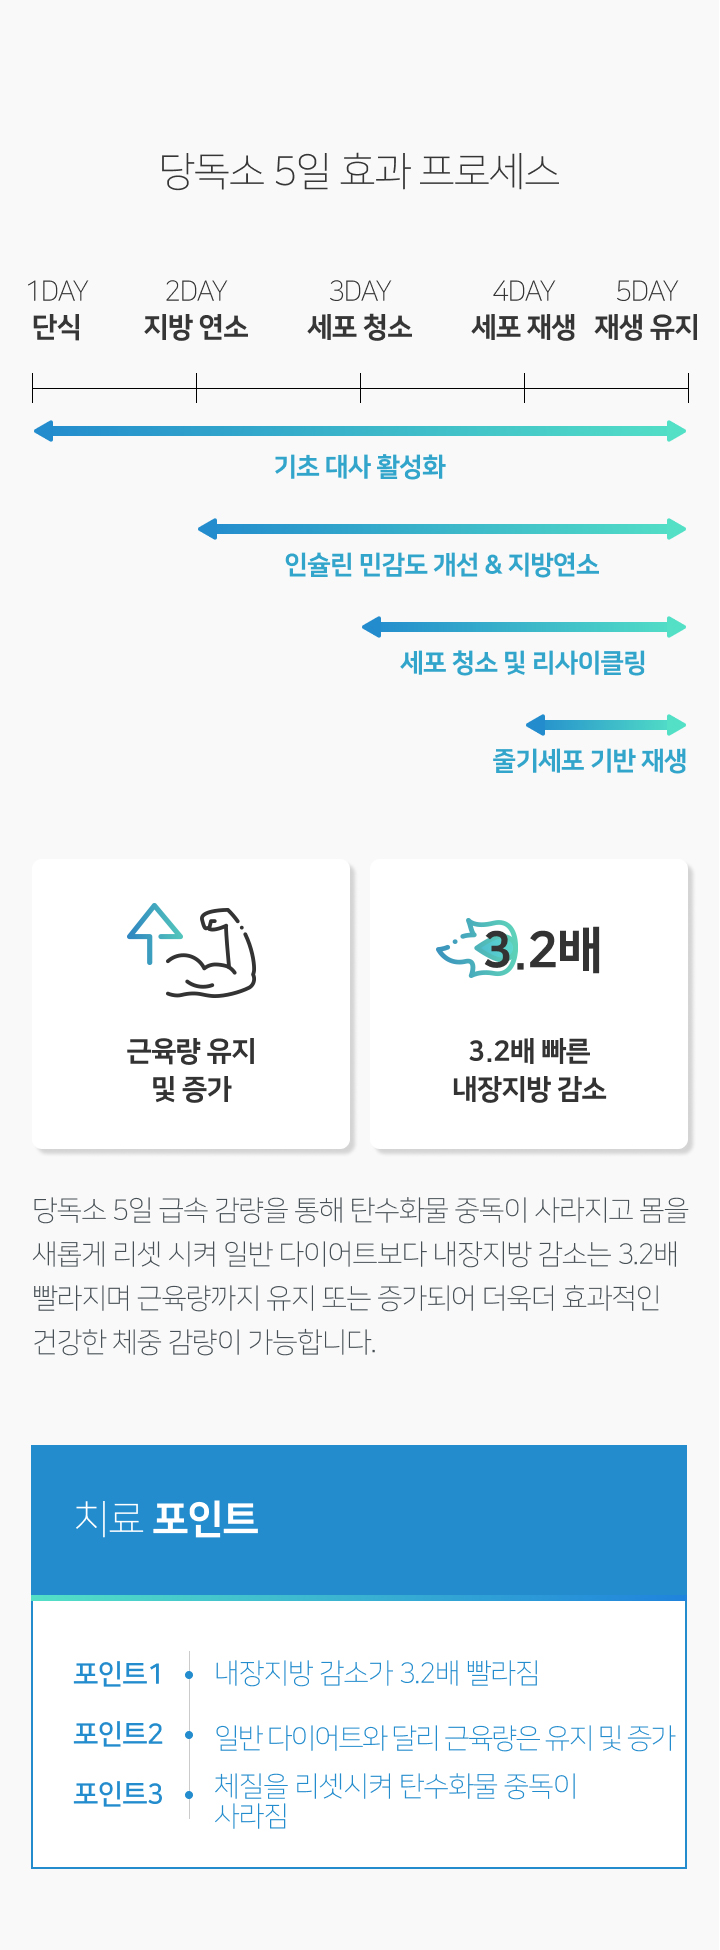 당독소 5일 효과 프로세스
1DAY 2DAY 3DAY 4DAY 5DAY
단식 지방 연소 세포 청소 세포 재생 재생 유지
기초 대사 활성화
인슐린 민감도 개선 & 지방연소
세포 청소 및 리사이클링
줄기세포 기반 재생
3.2배
근육량 유지
및 증가
3.2배 빠른
내장지방 감소
당독소 5일 급속 감량을 통해 탄수화물 중독이 사라지고 몸을
새롭게 리셋 시켜 일반 다이어트보다 내장지방 감소는 3.2배
빨라지며 근육량까지 유지 또는 증가되어 더욱더 효과적인
건강한 체중 감량이 가능합니다.
치료 포인트
포인트1 내장지방 감소가 3.2배 빨라짐
포인트2 일반 다이어트와 달리 근육량은 유지 및 증가
포인트3 체질을 리셋시켜 탄수화물 중독이
사라짐